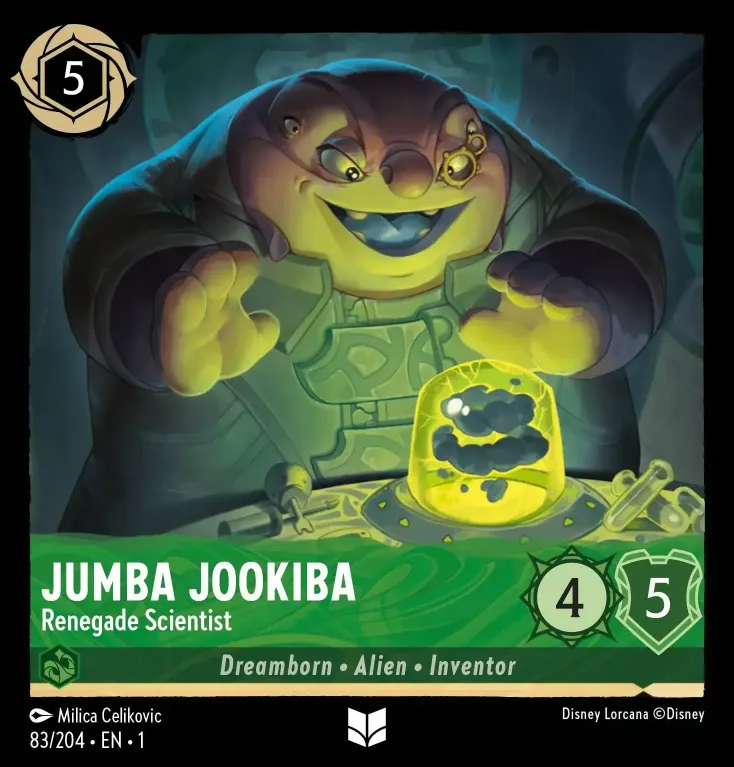 5
JUMBA JOOKIBA
Renegade Scientist
4
5
Dreamborn • Alien • Inventor
Milica Celikovic
Disney Lorcana ©Disney
83/204 • EN • 1